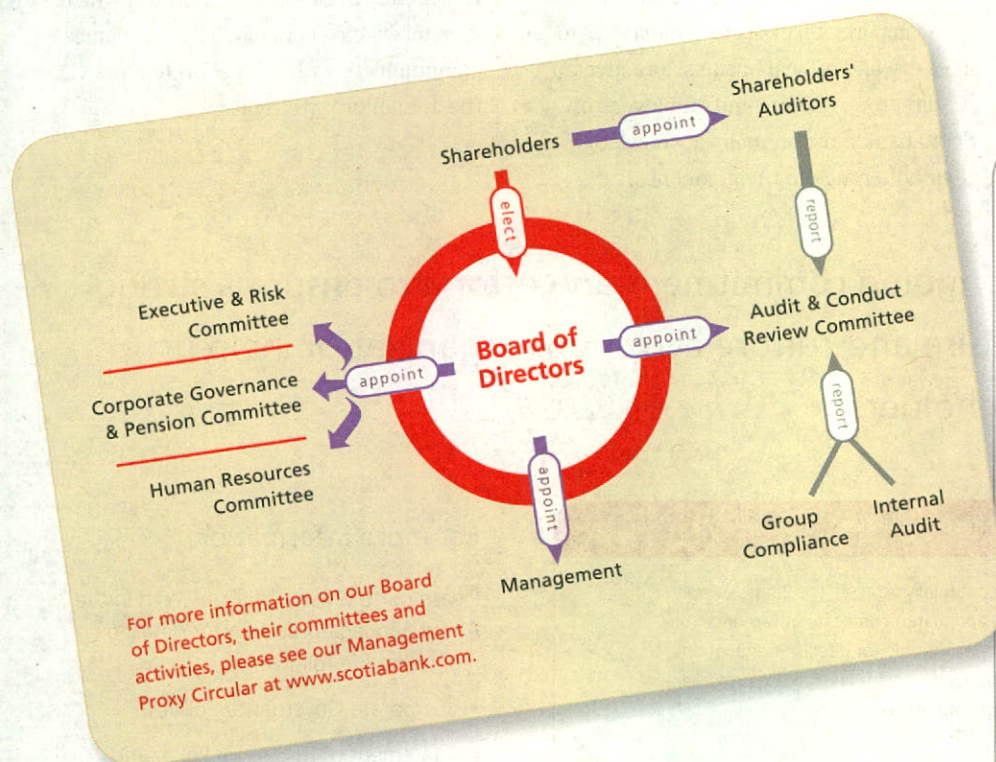 Shareholders'
Auditors
appoint
Shareholders
elect
report
Executive & Risk
Committee
Corporate Governance
& Pension Committee
Human Resources
Committee
appoint
Board of
Directors
appoint
Audit & Conduct
Review Committee
report
appoint
Management
Group
Compliance
Internal
Audit
For more information on our Board
of Directors, their committees and
activities, please see our Management
Proxy Circular at www.scotiabank.com.